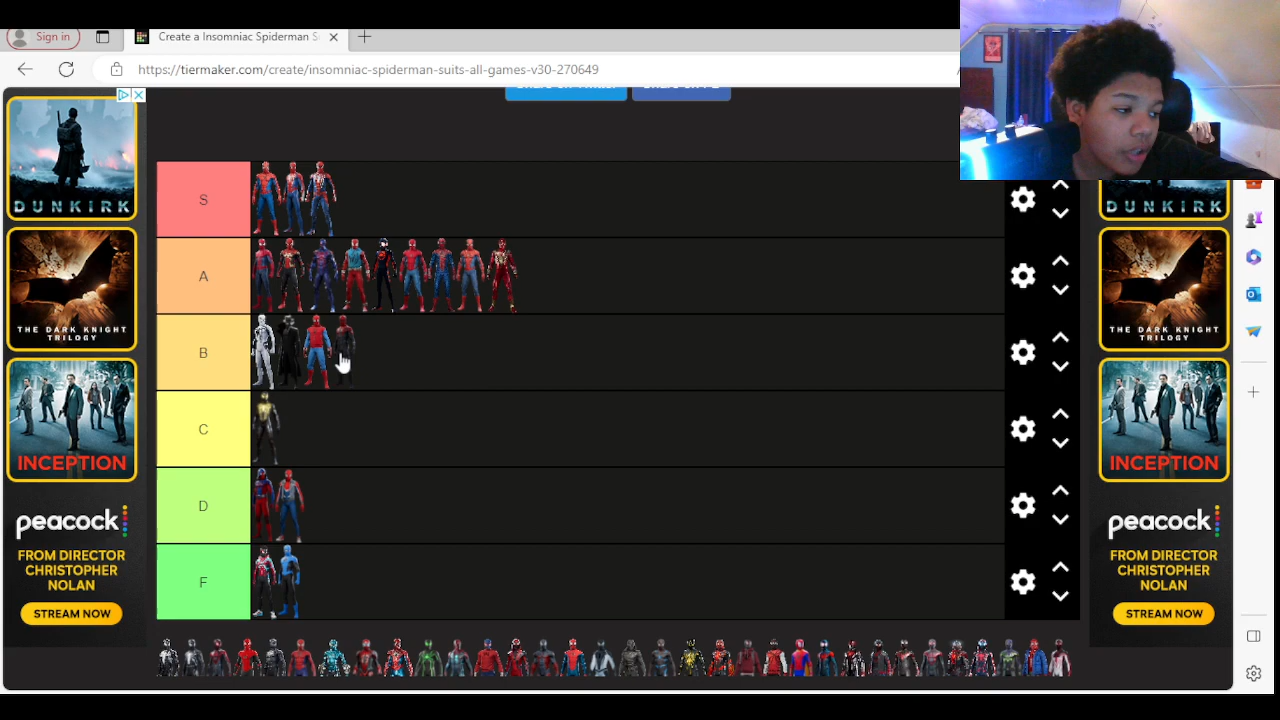 Sign in
Create a Insomniac Spiderman S
https://tiermaker.com/create/insomniac-spiderman-suits-all-games-v30-270649
DUNKIRK
THE DARK KNIGHT
TRILOGY
INCEPTION
peacock
FROM DIRECTOR
CHRISTOPHER
NOLAN
STREAM NOW
S
A
B
C
D
F
DUNKIRK
THE DARK KNIGHT
TRILOGY
INCEPTION
peacock
FROM DIRECTOR
CHRISTOPHER
NOLAN
STREAM NOW